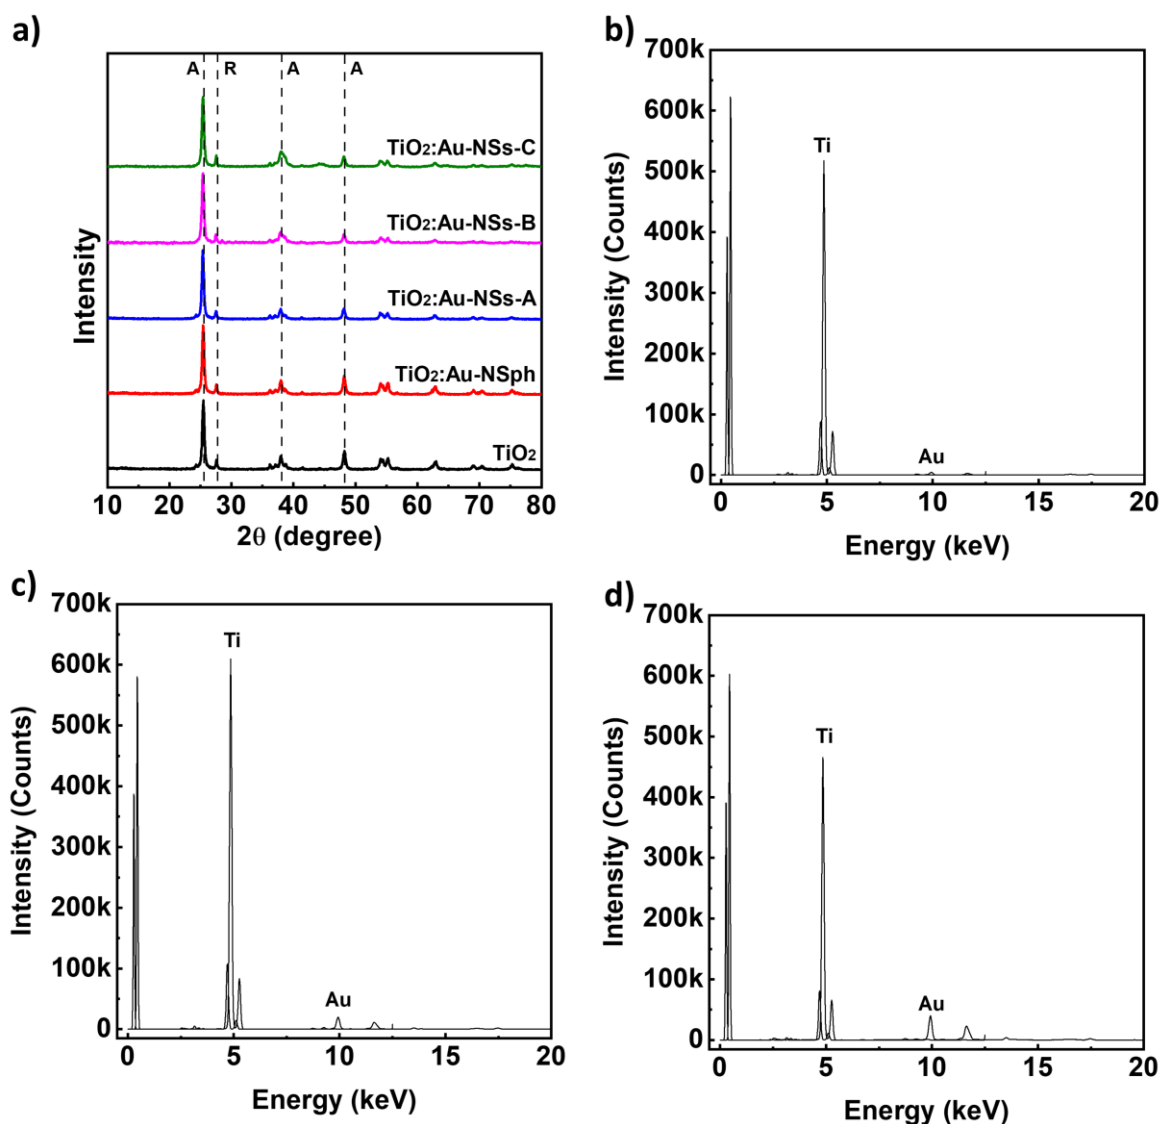 a)
A R A A
TiO2:Au-NSs-C
TiO2:Au-NSs-B
TiO2:Au-NSs-A
TiO2:Au-NSph
TiO2
Intensity
10 20 30 40 50 60 70 80
2θ (degree)
b)
700k
600k
500k
400k
300k
200k
100k
0
Ti
Au
Intensity (Counts)
0 5 10 15 20
Energy (keV)
c)
700k
600k
500k
400k
300k
200k
100k
0
Ti
Au
Intensity (Counts)
0 5 10 15 20
Energy (keV)
d)
700k
600k
500k
400k
300k
200k
100k
0
Ti
Au
Intensity (Counts)
0 5 10 15 20
Energy (keV)